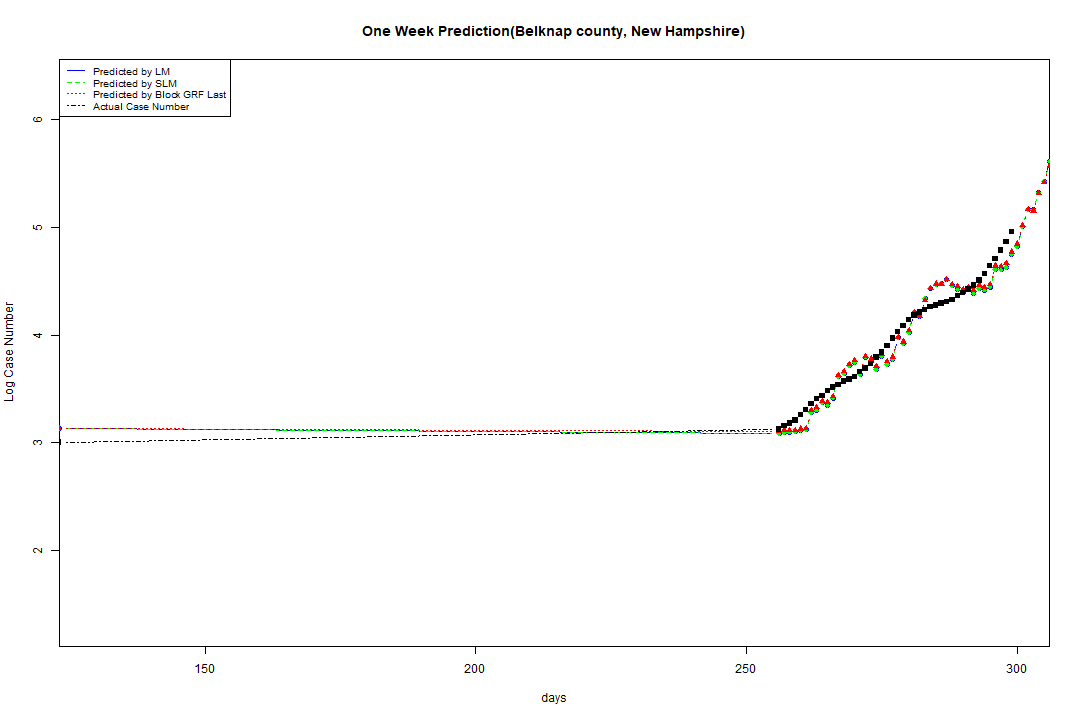 One Week Prediction(Belknap county, New Hampshire)
Predicted by LM
Predicted by SLM
Predicted by Block GRF Last
Actual Case Number
6
5
4
3
2
Log Case Number
150
200
250
300
days